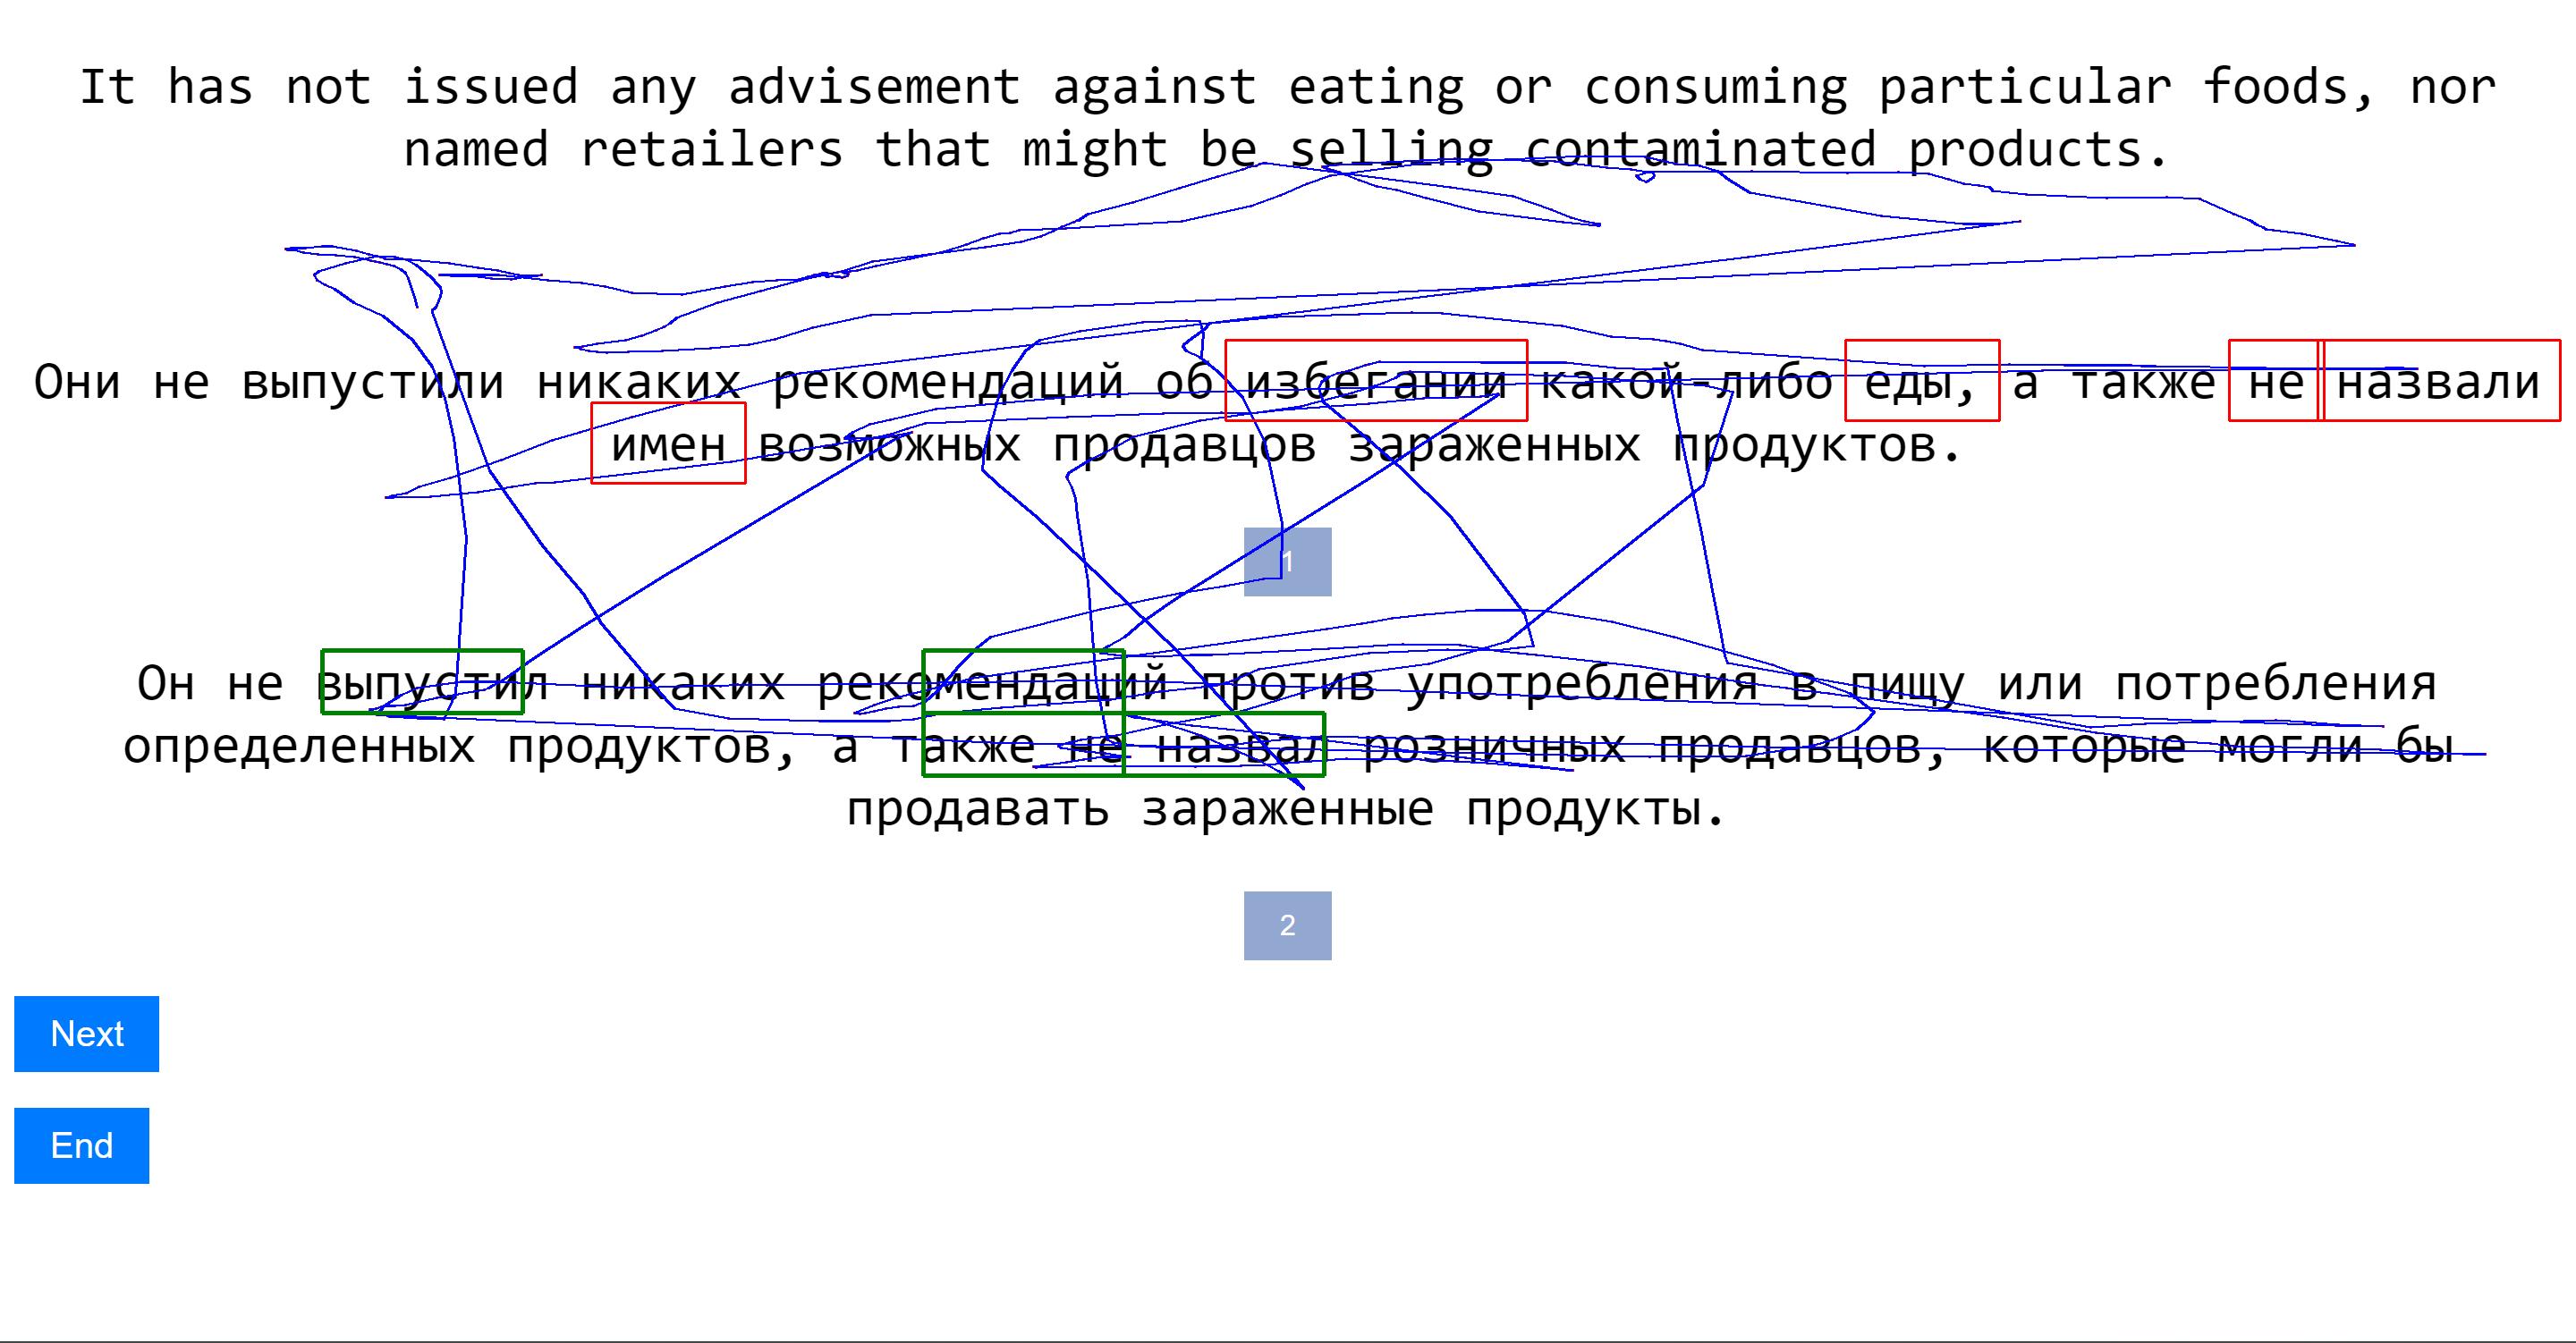 It has not issued any advisement against eating or consuming particular foods, nor
named retailers that might be selling contaminated products.
Они не выпустили никаких рекомендаций об избегании какой-либо еды, а также не назвали
имен возможных продавцов зараженных продуктов.
1
Он не выпустил никаких рекомендаций против употребления в пищу или потребления
определенных продуктов, а также не назвал розничных продавцов, которые могли бы
продавать зараженные продукты.
2
Next
End